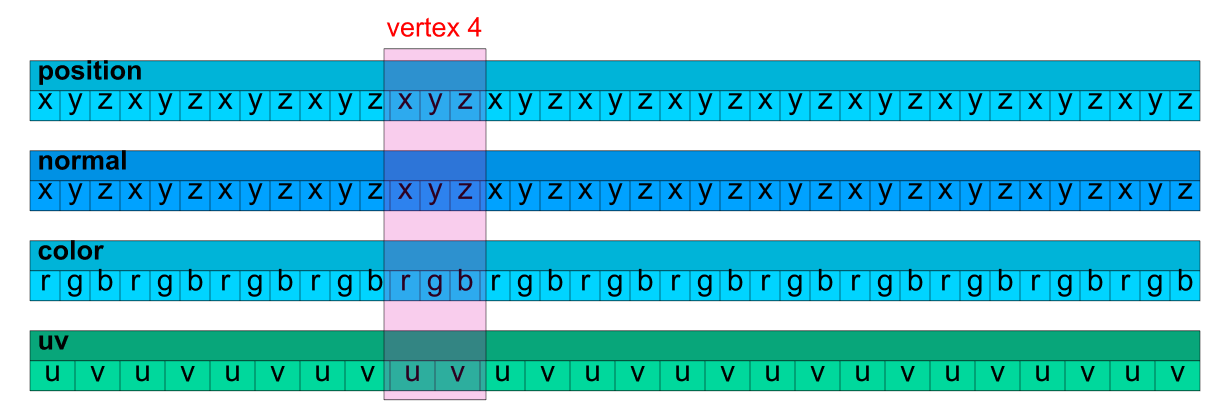 vertex 4
position
x y z x y z x y z x y z x y z x y z x y z x y z x y z x y z x y z x y z x y z
normal
x y z x y z x y z x y z x y z x y z x y z x y z x y z x y z x y z x y z x y z
color
r g b r g b r g b r g b r g b r g b r g b r g b r g b r g b r g b r g b r g b
uv
u v u v u v u v u v u v u v u v u v u v u v u v u v